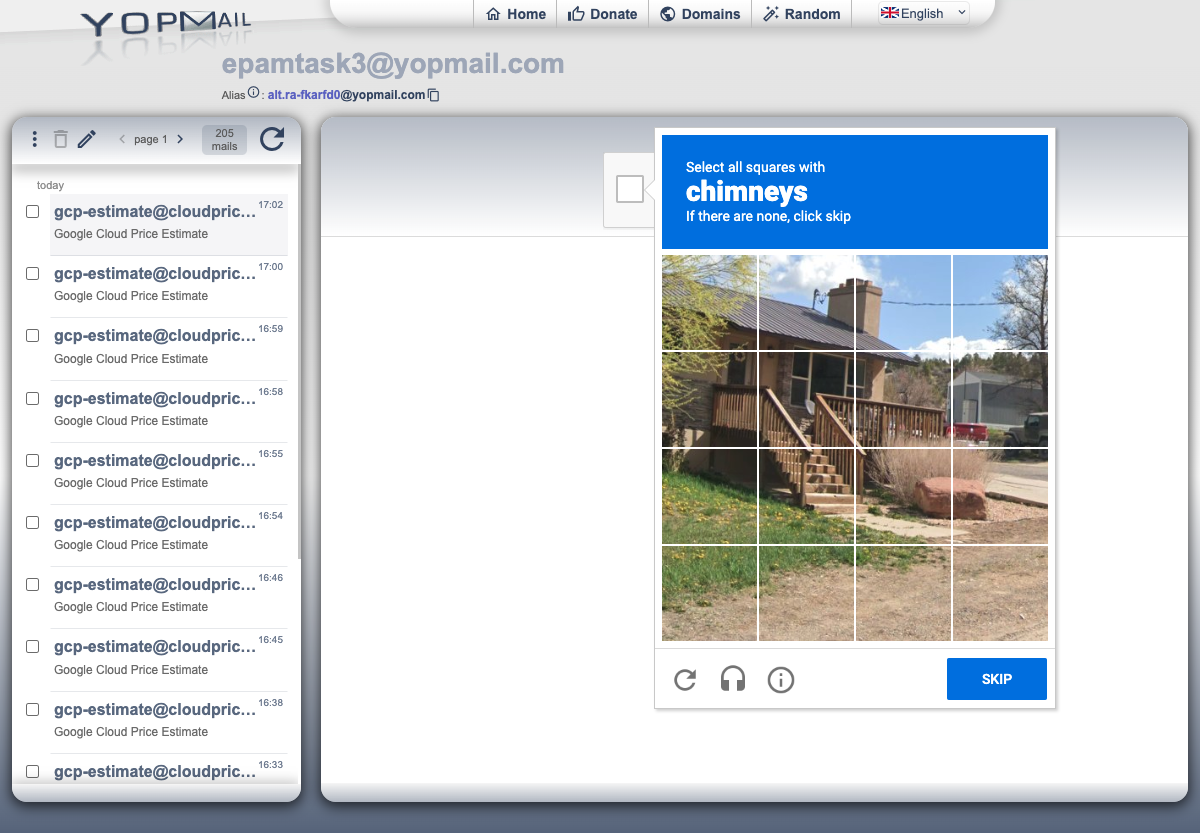 YOPMAIL
Home
Donate
Domains
Random
English
epamtask3@yopmail.com
Alias : alt.ra-fkarfd0@yopmail.com
page 1
205
mails
today
gcp-estimate@cloudpric... 17:02
Google Cloud Price Estimate
gcp-estimate@cloudpric... 17:00
Google Cloud Price Estimate
gcp-estimate@cloudpric... 16:59
Google Cloud Price Estimate
gcp-estimate@cloudpric... 16:58
Google Cloud Price Estimate
gcp-estimate@cloudpric... 16:55
Google Cloud Price Estimate
gcp-estimate@cloudpric... 16:54
Google Cloud Price Estimate
gcp-estimate@cloudpric... 16:46
Google Cloud Price Estimate
gcp-estimate@cloudpric... 16:45
Google Cloud Price Estimate
gcp-estimate@cloudpric... 16:38
Google Cloud Price Estimate
gcp-estimate@cloudpric... 16:33
Select all squares with
chimneys
If there are none, click skip
SKIP